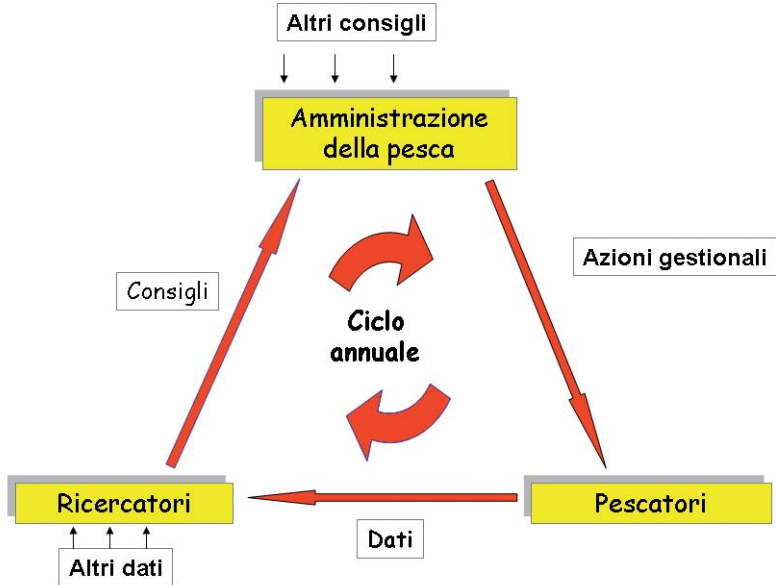 Altri consigli
Amministrazione
della pesca
Azioni gestionali
Consigli
Ciclo
annuale
Ricercatori
Pescatori
Dati
Altri dati